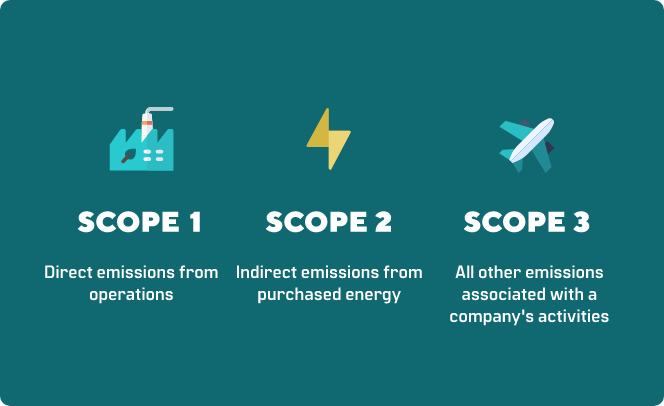 SCOPE 1
Direct emissions from
operations
SCOPE 2
Indirect emissions from
purchased energy
SCOPE 3
All other emissions
associated with a
company's activities